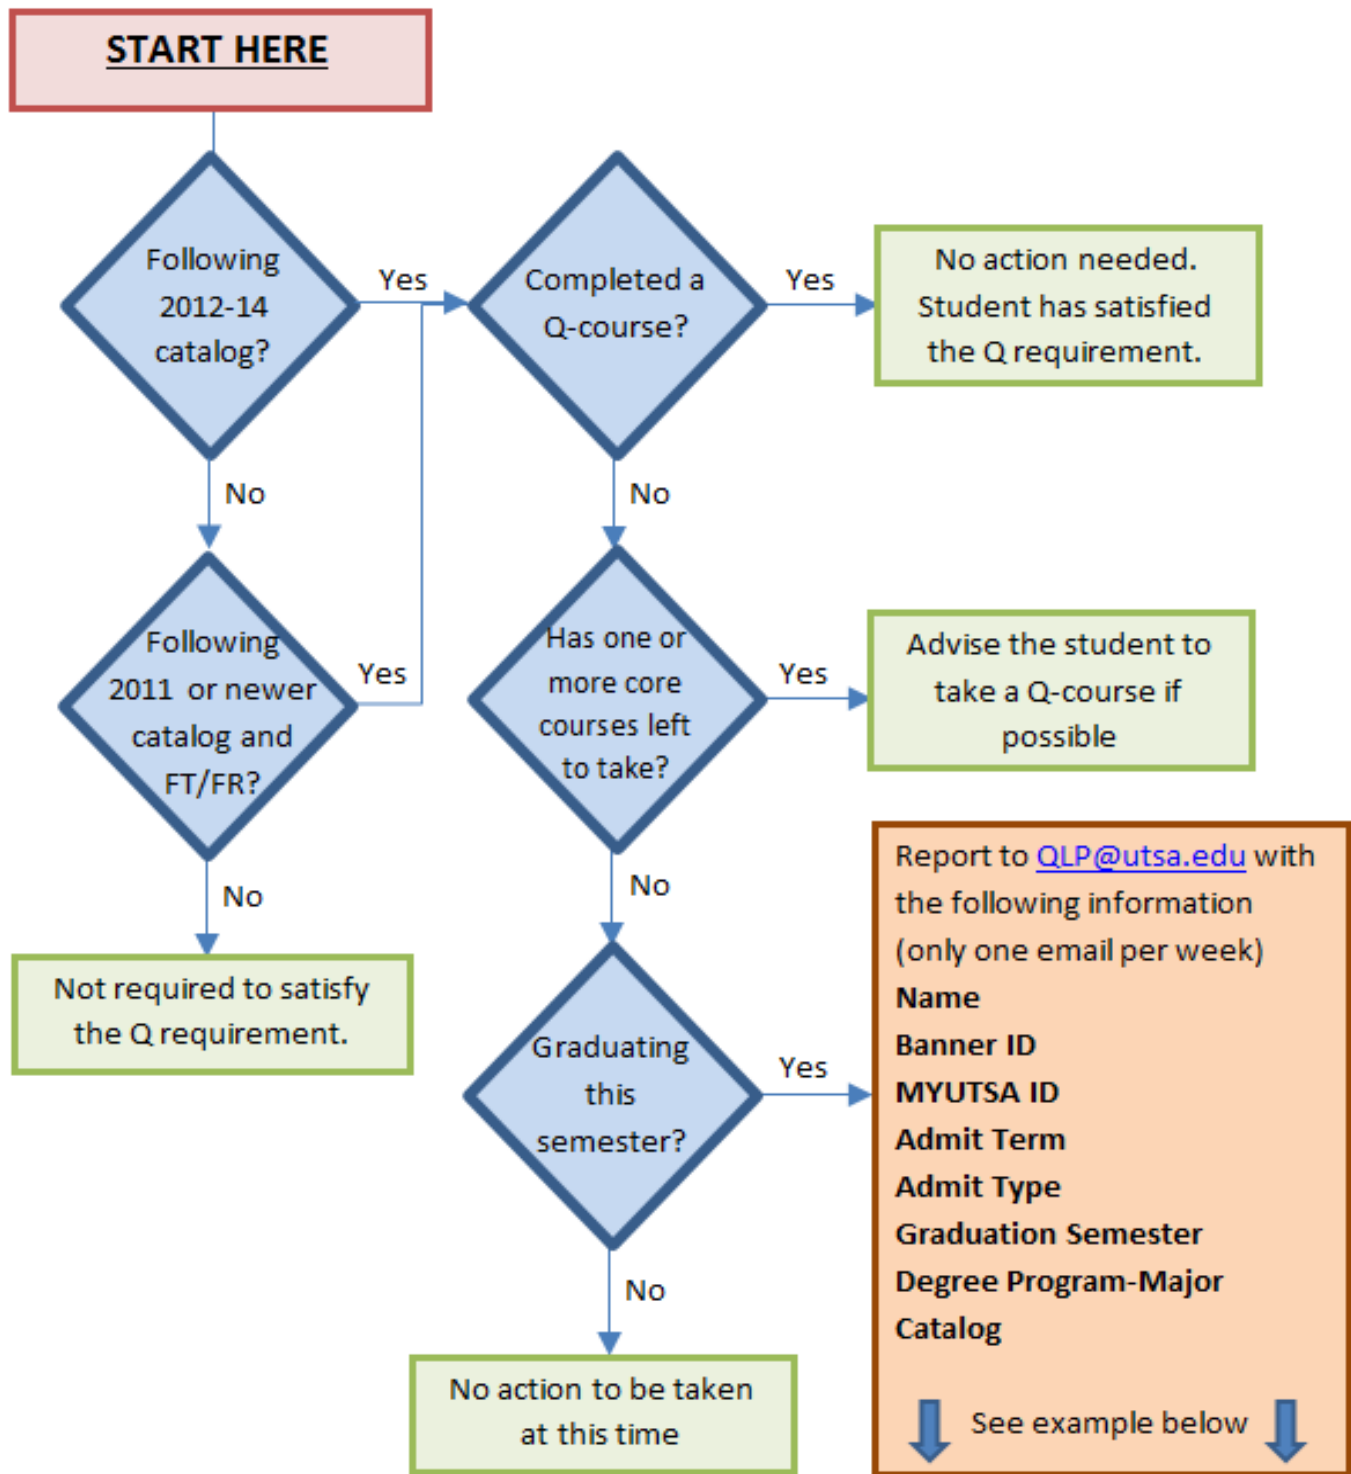 START HERE
Following
2012-14
catalog?
Yes
Completed a
Q-course?
Yes
No action needed.
Student has satisfied
the Q requirement.
No
No
Following
2011 or newer
catalog and
FT/FR?
Yes
Has one or
more core
courses left
to take?
Yes
Advise the student to
take a Q-course if
possible
No
Not required to satisfy
the Q requirement.
No
Graduating
this
semester?
Yes
Report to QLP@utsa.edu with
the following information
(only one email per week)
Name
Banner ID
MYUTSA ID
Admit Term
Admit Type
Graduation Semester
Degree Program-Major
Catalog
See example below
No
No action to be taken
at this time